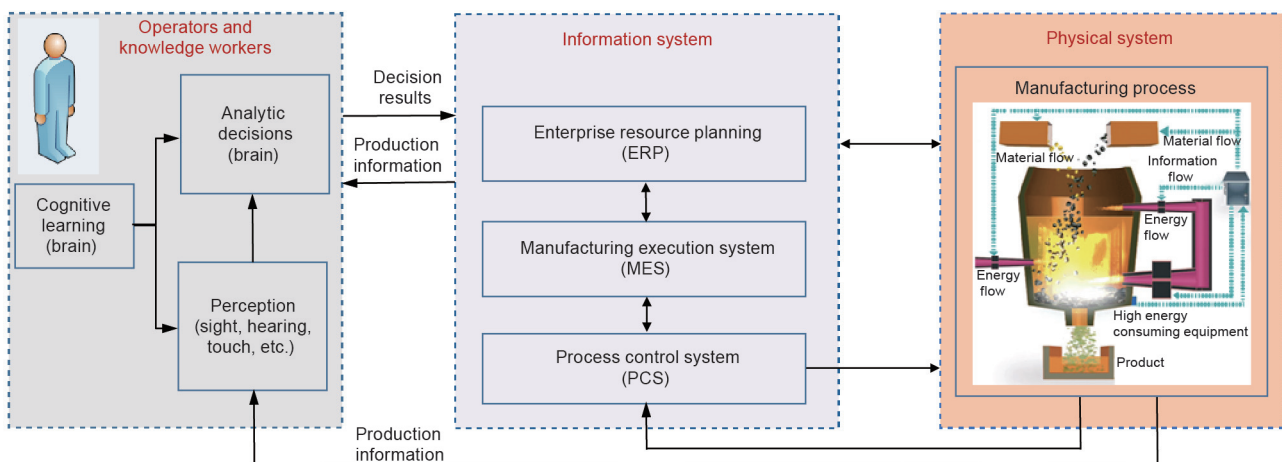 Operators and
knowledge workers
Analytic
decisions
(brain)
Cognitive
learning
(brain)
Perception
(sight, hearing,
touch, etc.)
Decision
results
Production
information
Production
information
Information system
Enterprise resource planning
(ERP)
Manufacturing execution system
(MES)
Process control system
(PCS)
Physical system
Manufacturing process
Material flow
Material flow
Information
flow
Energy
flow
Energy
flow
High energy
consuming equipment
Product